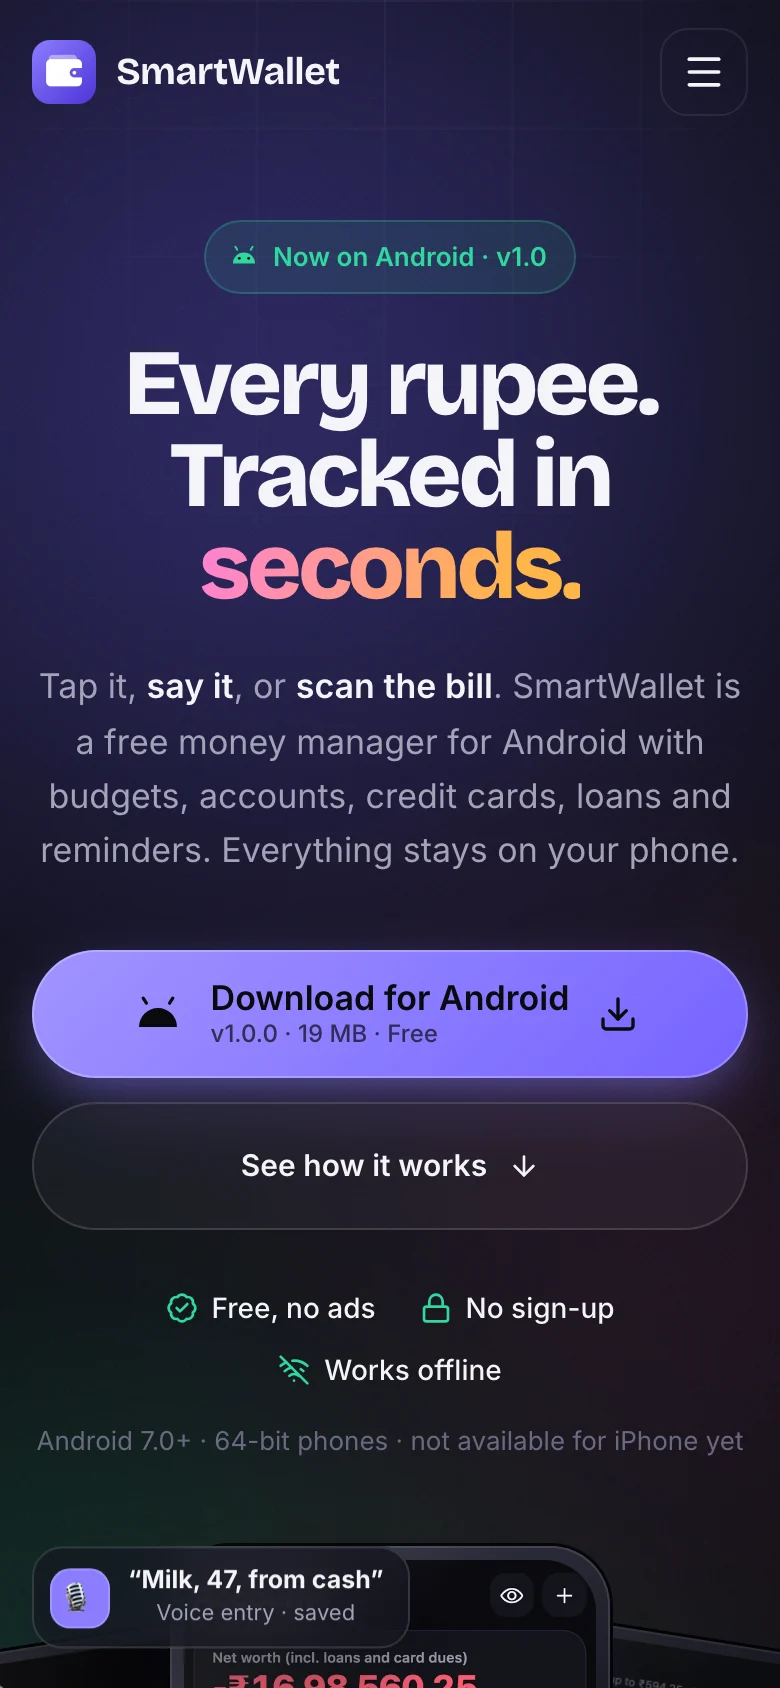 SmartWallet
Now on Android · v1.0
Every rupee.
Tracked in
seconds.
Tap it, say it, or scan the bill. SmartWallet is
a free money manager for Android with
budgets, accounts, credit cards, loans and
reminders. Everything stays on your phone.
Download for Android
v1.0.0 · 19 MB · Free
See how it works
Free, no ads
No sign-up
Works offline
Android 7.0+ · 64-bit phones · not available for iPhone yet
“Milk, 47, from cash”
Voice entry · saved
Net worth (incl. loans and card dues)
-₹16,98,560.25